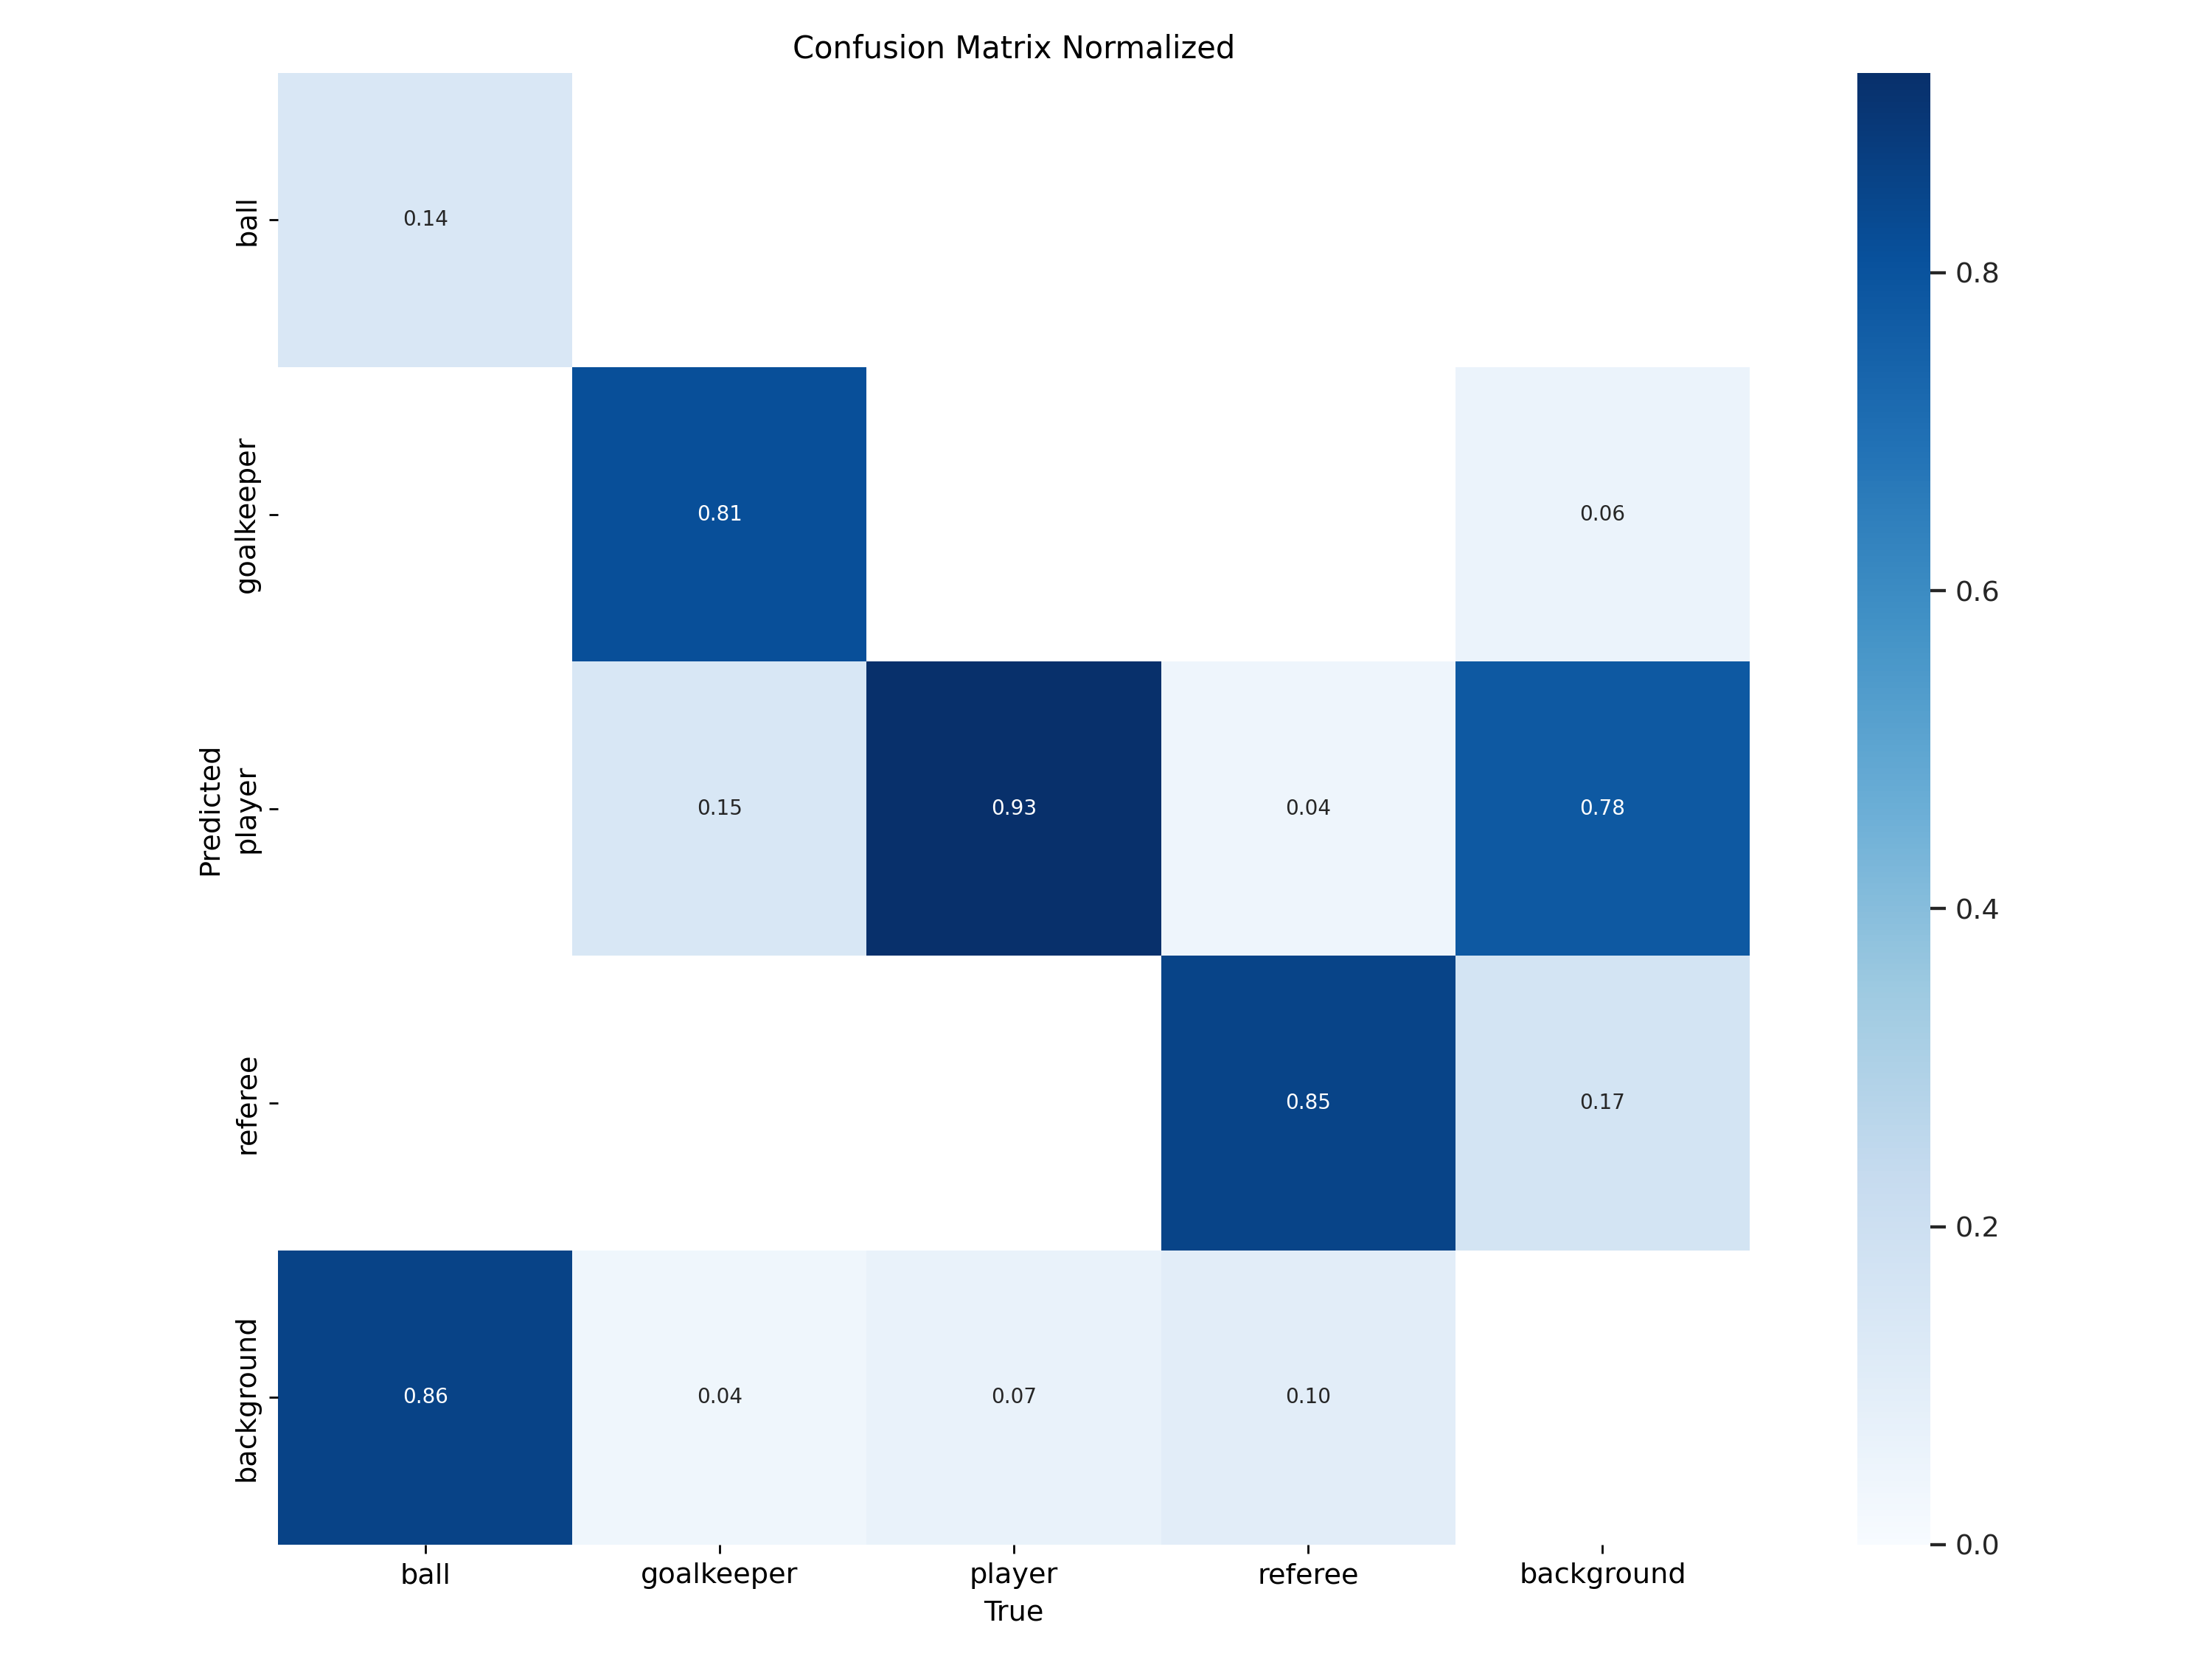 Confusion Matrix Normalized
ball
0.14
0.8
goalkeeper
0.81
0.06
0.6
Predicted
player
0.15
0.93
0.04
0.78
0.4
referee
0.85
0.17
0.2
background
0.86
0.04
0.07
0.10
0.0
ball
goalkeeper
player
referee
background
True